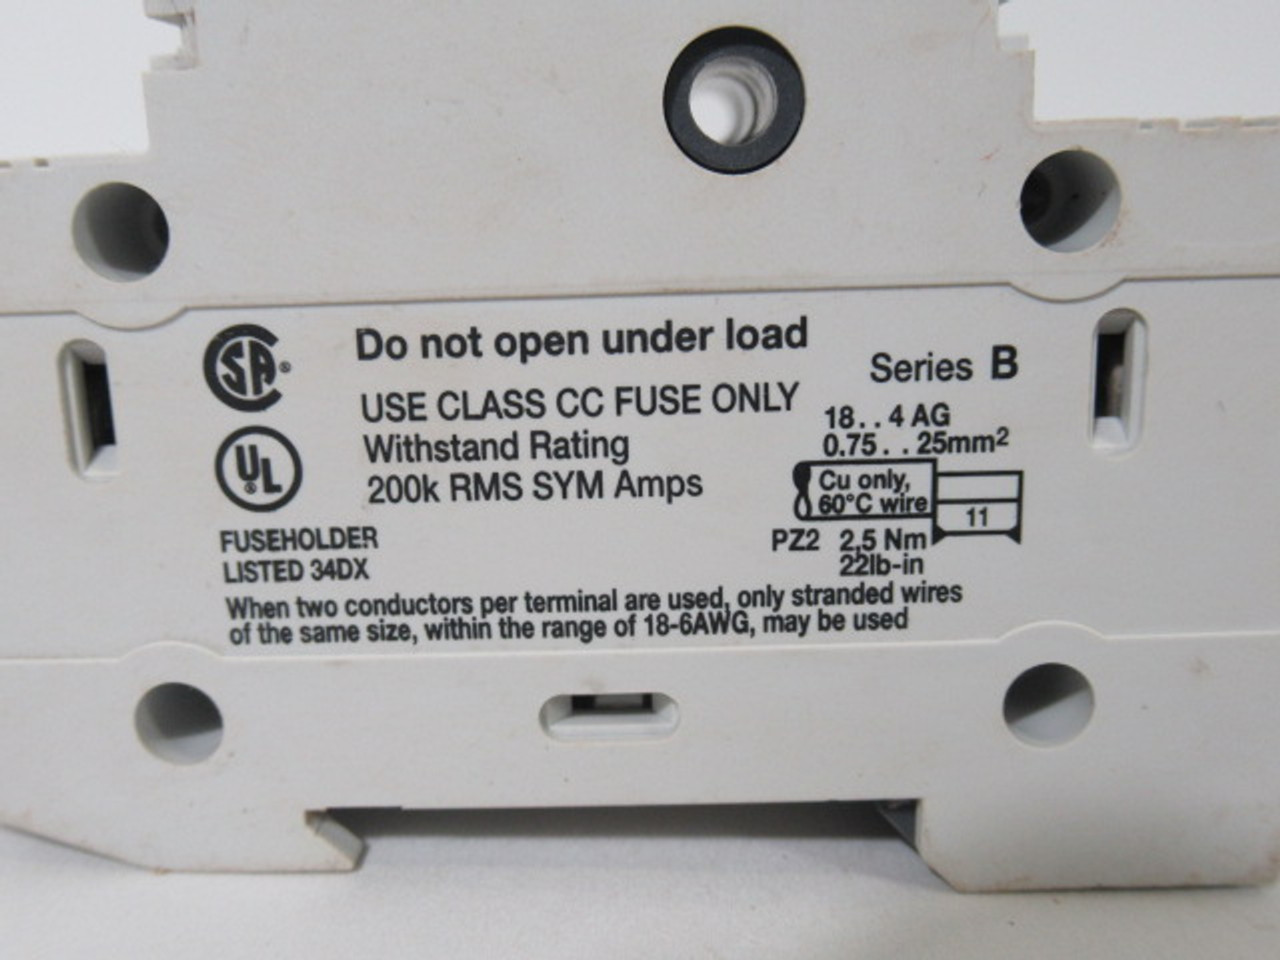 SA®
Do not open under load
Series B
USE CLASS CC FUSE ONLY
18. . 4 AG
UL®
Withstand Rating
0.75. . 25mm²
200k RMS SYM Amps
Cu only,
60°C wire
11
FUSEHOLDER
PZ2 2,5 Nm
LISTED 34DX
22lb-in
When two conductors per terminal are used, only stranded wires
of the same size, within the range of 18-6AWG, may be used